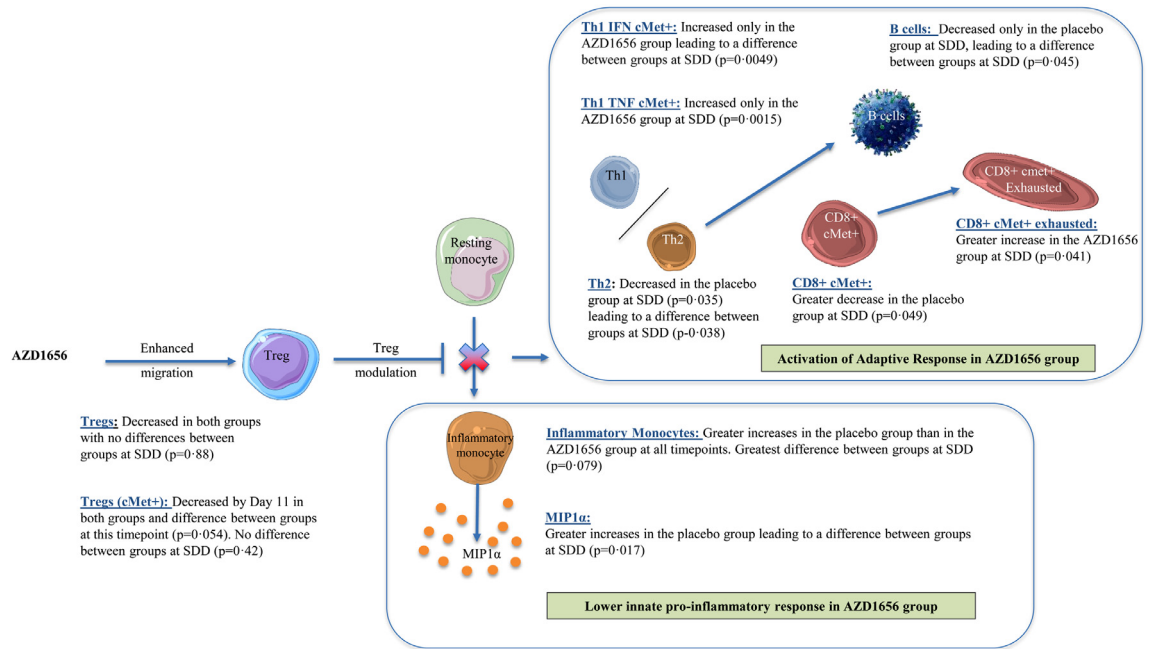 AZD1656
Enhanced
migration
Treg
Treg
modulation
Tregs: Decreased in both groups
with no differences between
groups at SDD (p=0·88)
Tregs (cMet+): Decreased by Day 11 in
both groups and difference between groups
at this timepoint (p=0·054). No difference
between groups at SDD (p=0·42)
Resting
monocyte
Th1 IFN cMet+: Increased only in the
AZD1656 group leading to a difference
between groups at SDD (p=0·0049)
Th1 TNF cMet+: Increased only in the
AZD1656 group at SDD (p=0·0015)
B cells: Decreased only in the placebo
group at SDD, leading to a difference
between groups at SDD (p=0·045)
B cells
Th1
Th2
Th2: Decreased in the placebo
group at SDD (p=0·035)
leading to a difference between
groups at SDD (p-0·038)
CD8+
cMet+
CD8+ cMet+:
Greater decrease in the placebo
group at SDD (p=0·049)
CD8+ cmet+
Exhausted
CD8+ cMet+ exhausted:
Greater increase in the AZD1656
group at SDD (p=0·041)
Activation of Adaptive Response in AZD1656 group
Inflammatory
monocyte
MIP1α
Inflammatory Monocytes: Greater increases in the placebo group than in the
AZD1656 group at all timepoints. Greatest difference between groups at SDD
(p=0·079)
MIP1α:
Greater increases in the placebo group leading to a difference between groups
at SDD (p=0·017)
Lower innate pro-inflammatory response in AZD1656 group